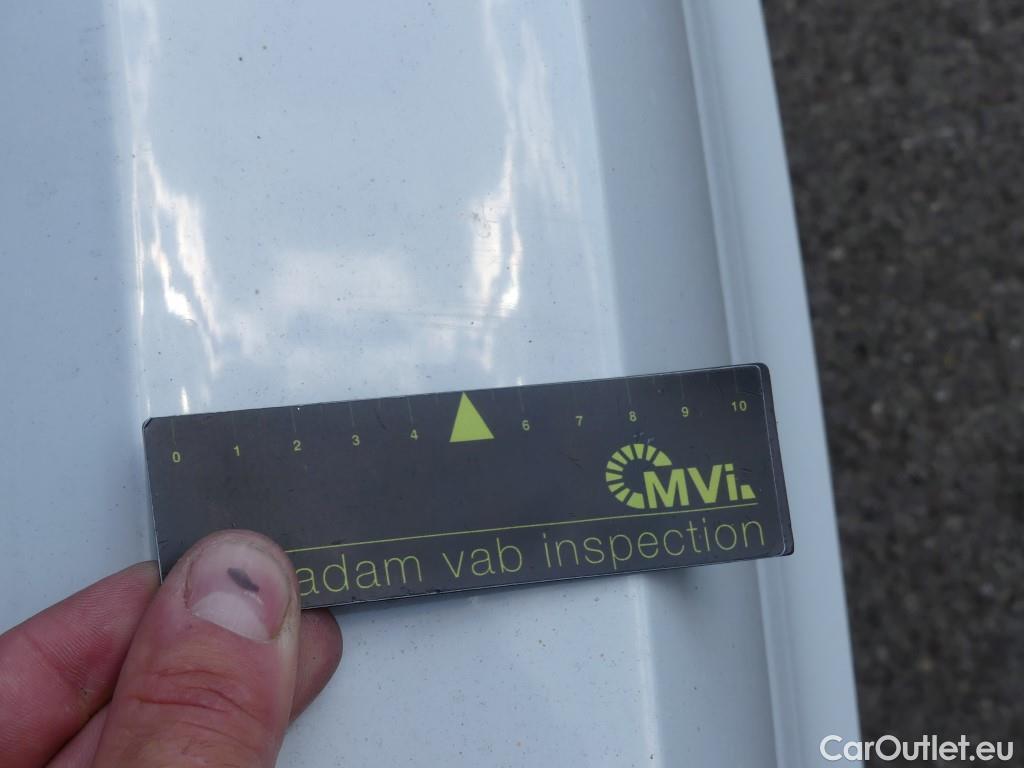 0 1 2 3 4 6 7 8 9 10
MVi
adam vab inspection
CarOutlet.eu